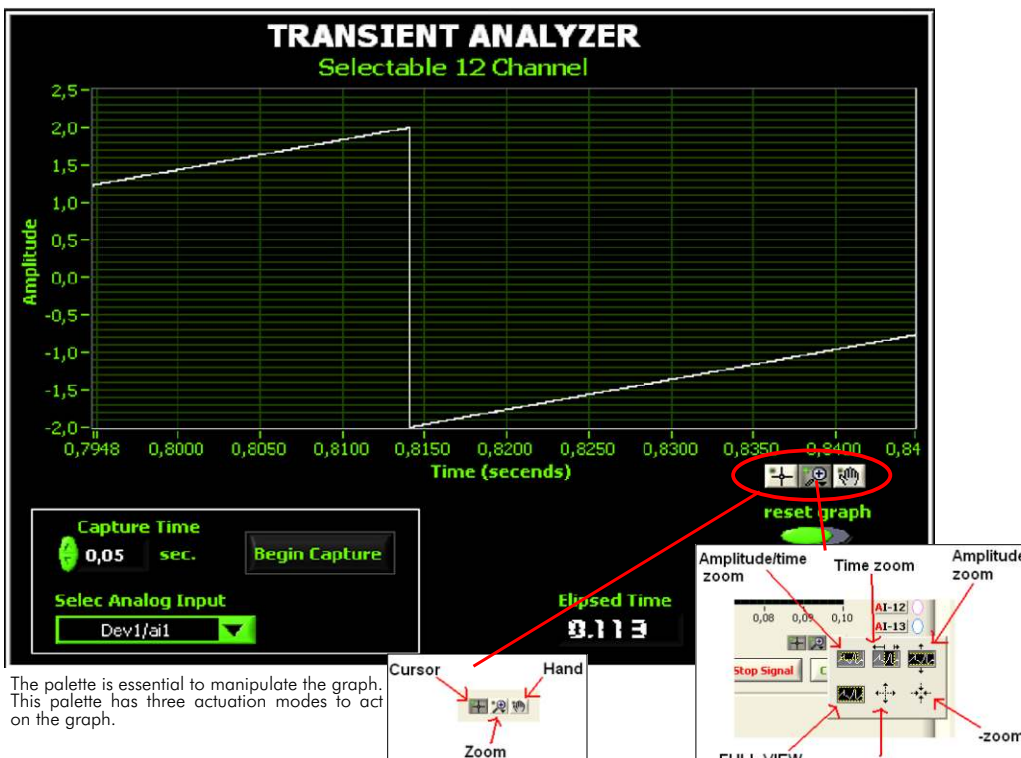 TRANSIENT ANALYZER
Selectable 12 Channel
2,5
2,0
1,5
1,0
0,5
0,0
-0,5
-1,0
-1,5
-2,0
Amplitude
0,7948 0,8000 0,8050 0,8100 0,8150 0,8200 0,8250 0,8300 0,8350 0,8400 0,84
Time (secends)
reset graph
Capture Time
0,05 sec.
Begin Capture
Selec Analog Input
Dev1/ai1
Elipsed Time
0.113
The palette is essential to manipulate the graph.
This palette has three actuation modes to act
on the graph.
Cursor Hand
Zoom
Amplitude/time
zoom
Time zoom
Amplitude
zoom
0,08 0,09 0,10
AI-12
AI-13
Stop Signal C
-zoom
FULL VIEW